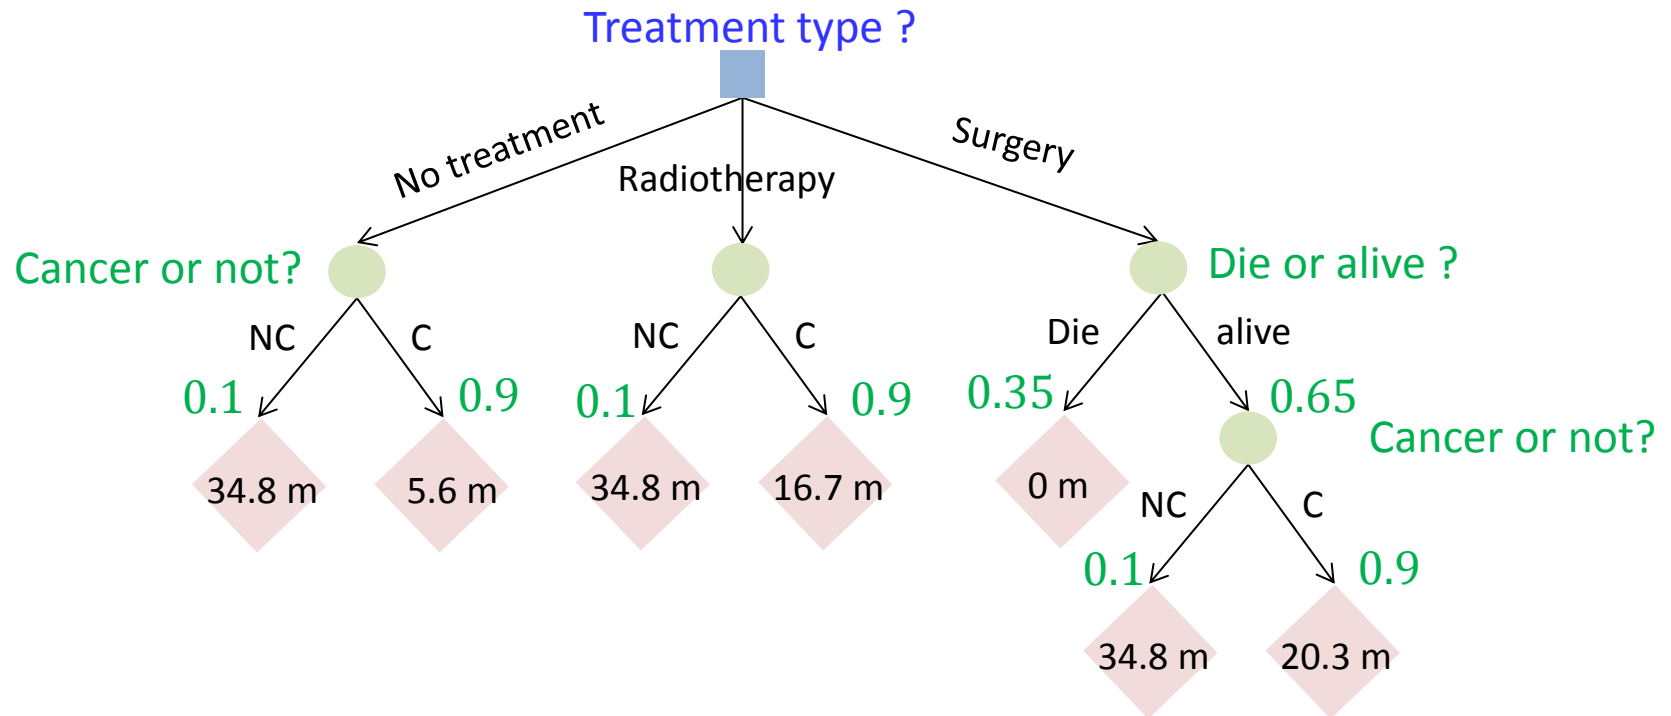 Treatment type ?
No treatment
Radiotherapy
Surgery
Cancer or not?
Die or alive ?
NC
C
NC
C
Die
alive
0.1
0.9
0.1
0.9
0.35
0.65
Cancer or not?
34.8 m
5.6 m
34.8 m
16.7 m
0 m
NC
C
0.1
0.9
34.8 m
20.3 m